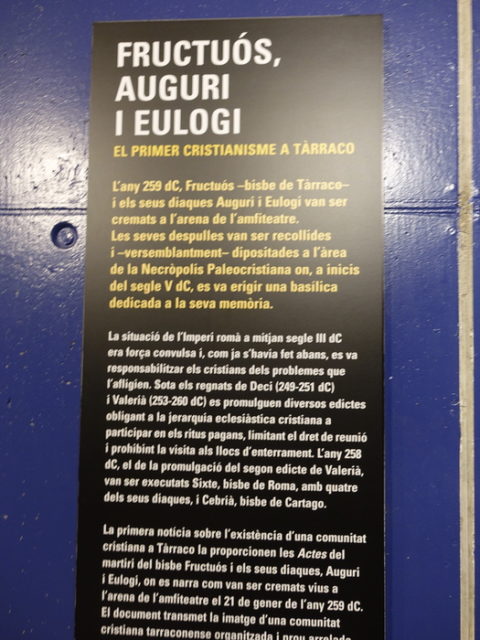 FRUCTUÓS,
AUGURI
I EULOGI
EL PRIMER CRISTIANISME A TÀRRACO
L'any 259 dC, Fructuós –bisbe de Tàrraco–
i els seus diaques Auguri i Eulogi van ser
cremats a l'arena de l'amfiteatre.
Les seves despulles van ser recollides
i –versemblantment– dipositades a l'àrea
de la Necròpolis Paleocristiana on, a inicis
del segle V dC, es va erigir una basílica
dedicada a la seva memòria.
La situació de l'Imperi romà a mitjan segle III dC
era força convulsa i, com ja s'havia fet abans, es va
responsabilitzar els cristians dels problemes que
l'afligien. Sota els regnats de Deci (249-251 dC)
i Valerià (253-260 dC) es promulguen diversos edictes
obligant a la jerarquia eclesiàstica cristiana a
participar en els ritus pagans, limitant el dret de reunió
i prohibint la visita als llocs d'enterrament. L'any 258
dC, el de la promulgació del segon edicte de Valerià,
van ser executats Sixte, bisbe de Roma, amb quatre
dels seus diaques, i Cebrià, bisbe de Cartago.
La primera notícia sobre l'existència d'una comunitat
cristiana a Tàrraco la proporcionen les Actes del
martiri del bisbe Fructuós i els seus diaques, Auguri
i Eulogi, on es narra com van ser cremats vius a
l'arena de l'amfiteatre el 21 de gener de l'any 259 dC.
El document transmet la imatge d'una comunitat
cristiana tarraconense organitzada i prou arrelada